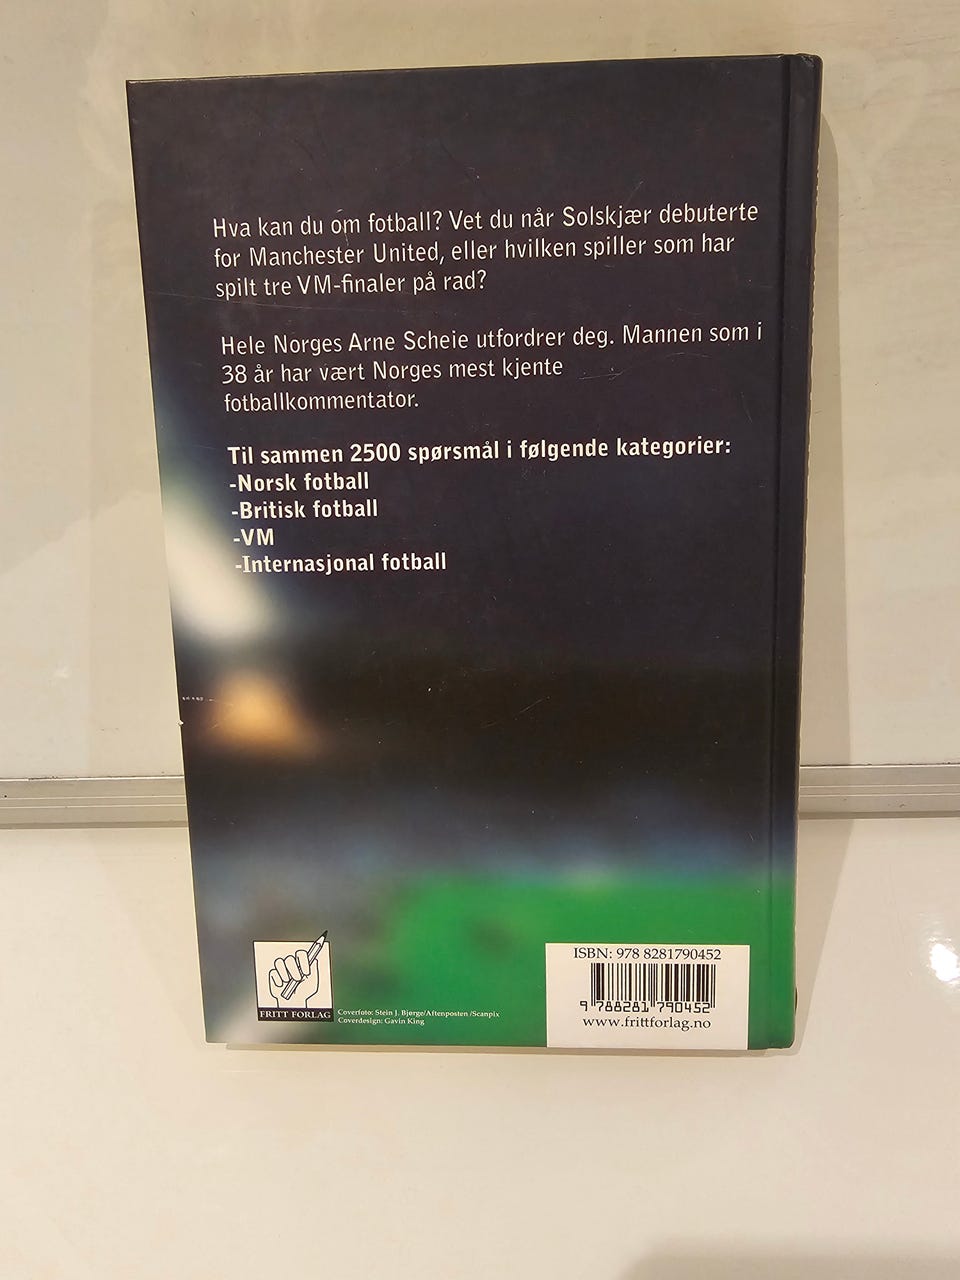 Hva kan du om fotball? Vet du når Solskjær debuterte
for Manchester United, eller hvilken spiller som har
spilt tre VM-finaler på rad?
Hele Norges Arne Scheie utfordrer deg. Mannen som i
38 år har vært Norges mest kjente
fotballkommentator.
Til sammen 2500 spørsmål i følgende kategorier:
-Norsk fotball
-Britisk fotball
-VM
-Internasjonal fotball
FRITT FORLAG
Coverfoto: Stein J. Bjørge/Aftenposten /Scanpix
Coverdesign: Gavin King
ISBN: 978 8281790452
9 788281 790452
www.frittforlag.no